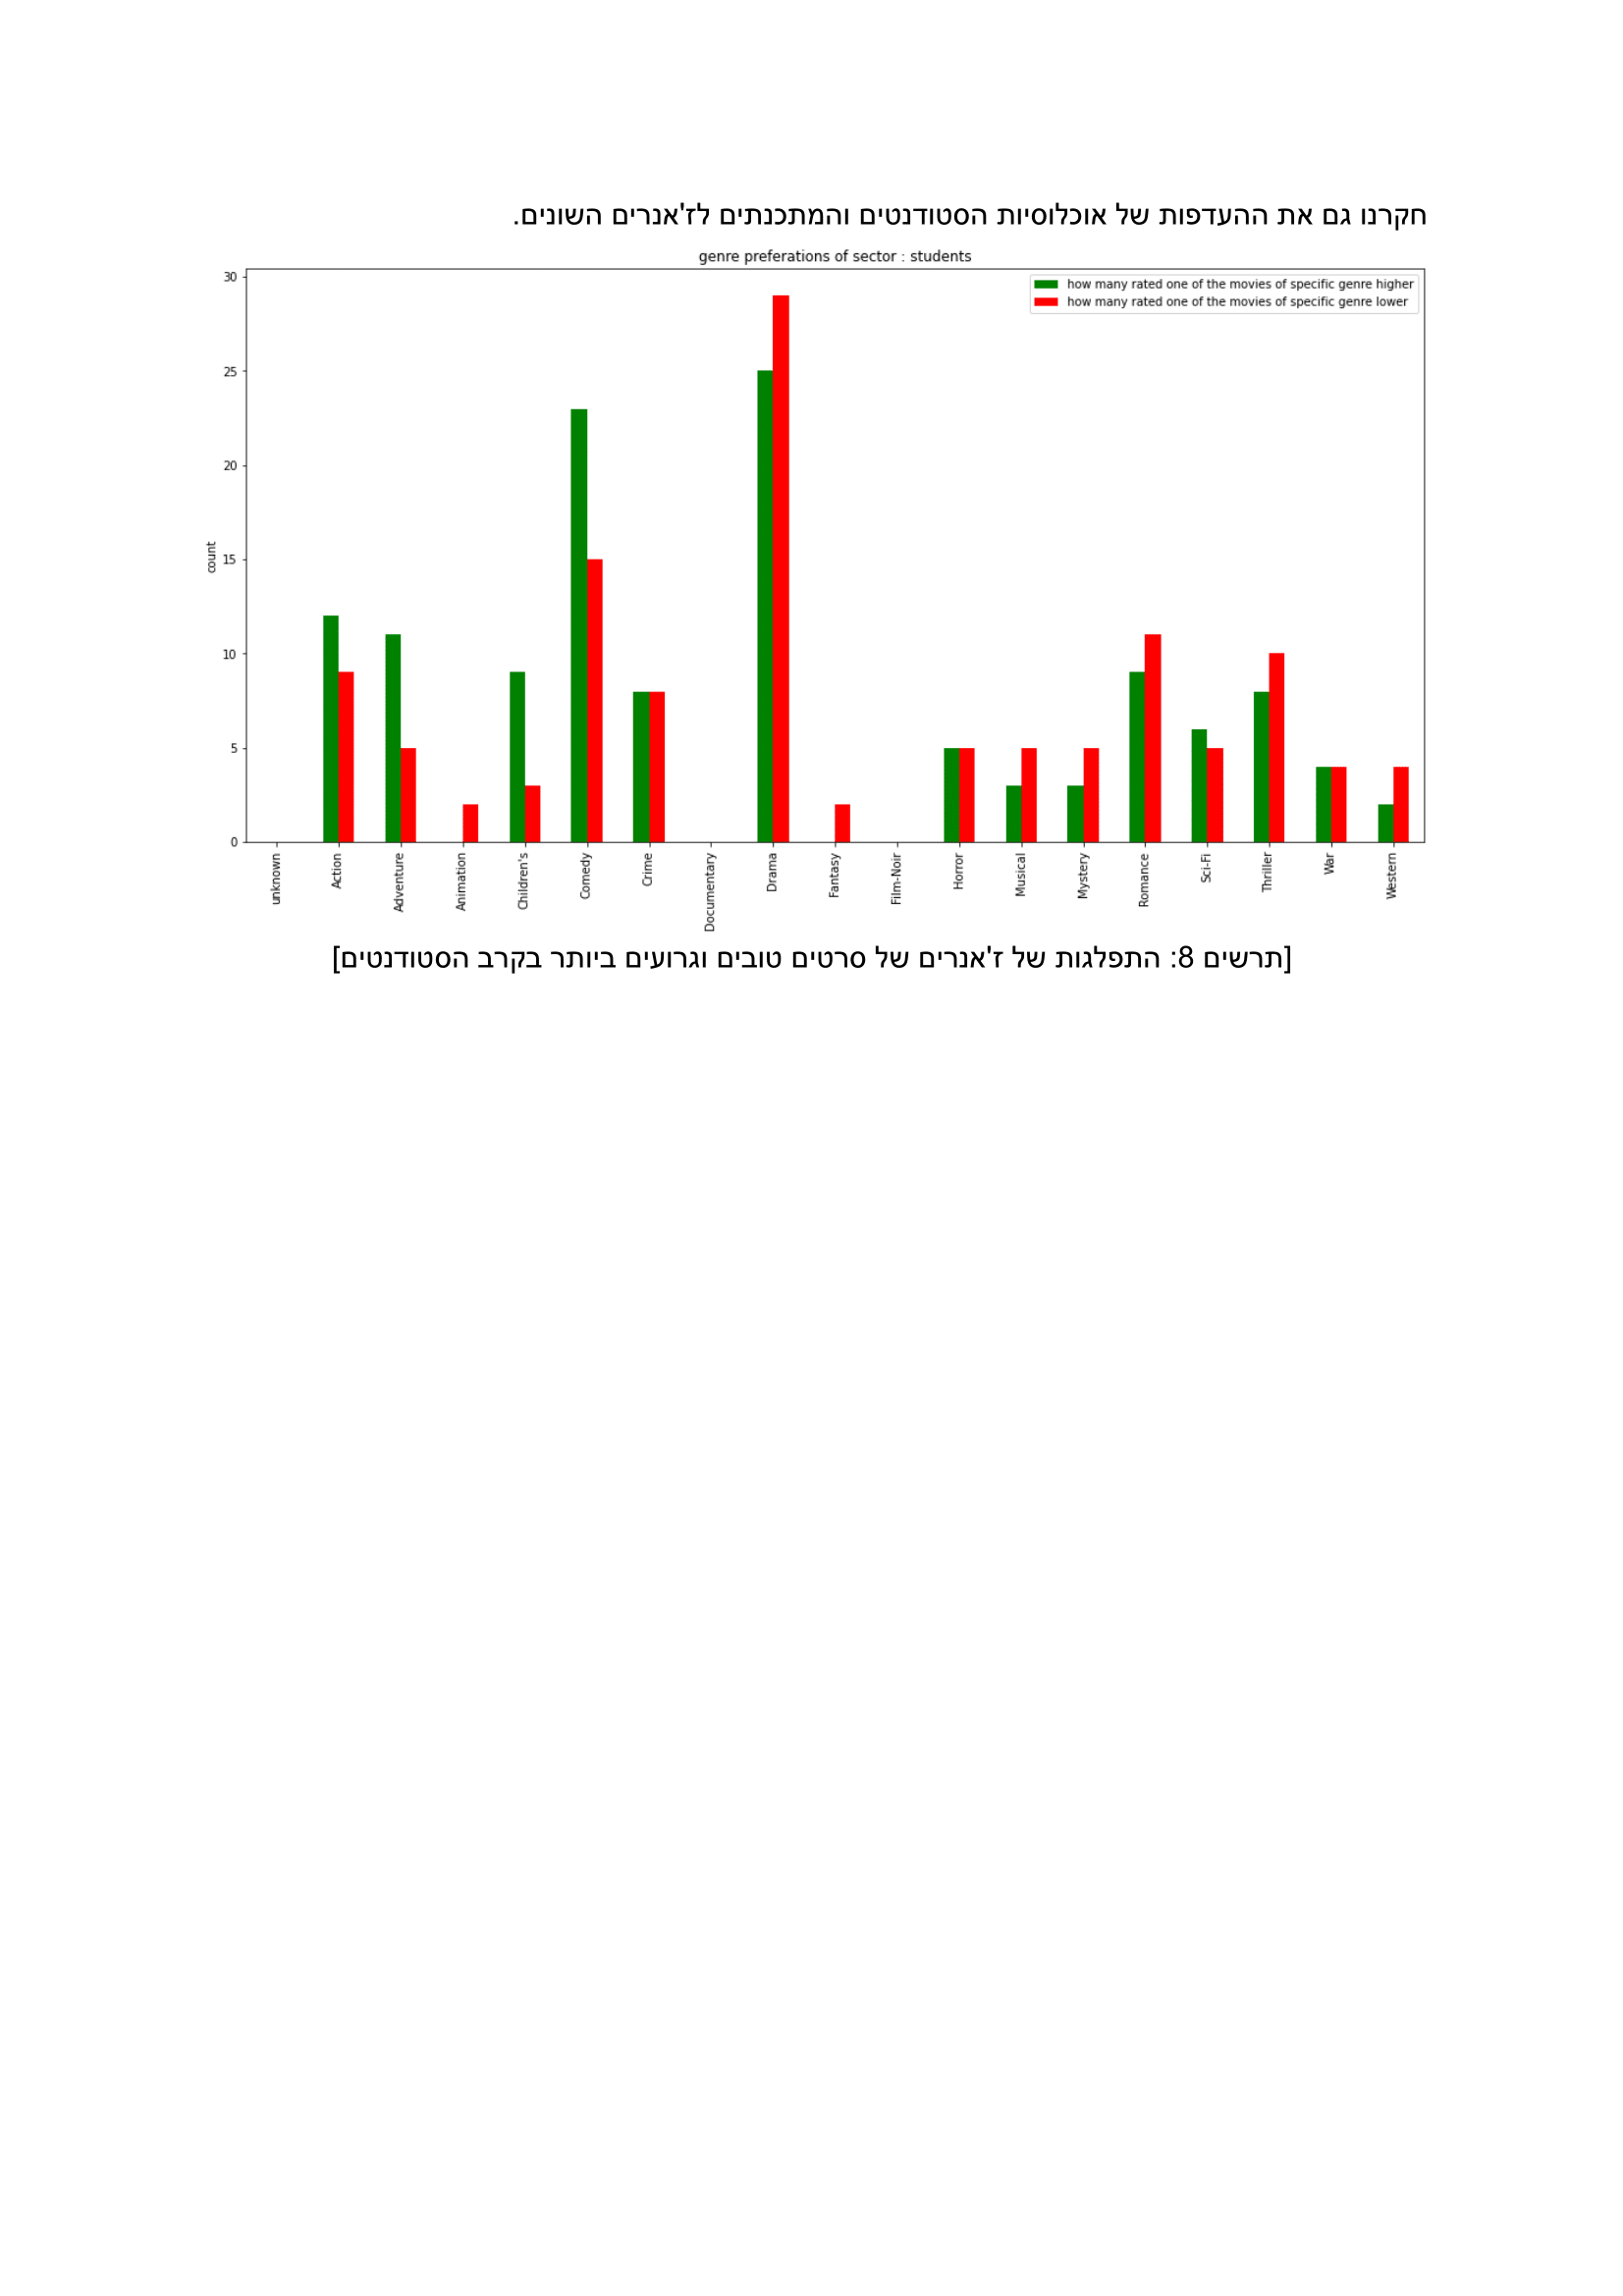 חקרנו גם את ההעדפות של אוכלוסיות הסטודנטים והמתכנתים לז'אנרים השונים.
genre preferations of sector : students
how many rated one of the movies of specific genre higher
how many rated one of the movies of specific genre lower
30
25
20
15
10
5
0
count
unknown
Action
Adventure
Animation
Children's
Comedy
Crime
Documentary
Drama
Fantasy
Film-Noir
Horror
Musical
Mystery
Romance
Sci-Fi
Thriller
War
Western
[תרשים 8: התפלגות של ז'אנרים של סרטים טובים וגרועים ביותר בקרב הסטודנטים]